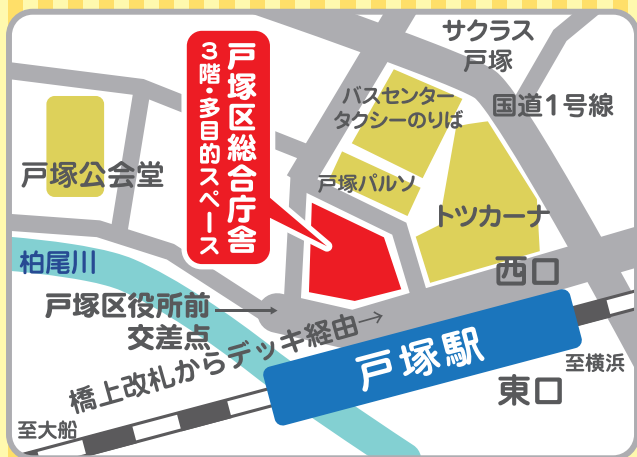 サクラス
戸塚
戸塚区総合庁舎
3階・多目的スペース
バスセンター
タクシーのりば
国道1号線
戸塚公会堂
戸塚パルソ
トツカーナ
柏尾川
西口
戸塚区役所前
交差点
橋上改札からデッキ経由→
戸塚駅
至横浜
東口
至大船